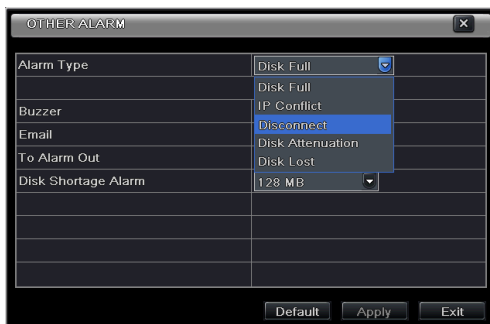 OTHER ALARM
Alarm Type Disk Full
Disk Full
IP Conflict
Buzzer
Disconnect
Email
Disk Attenuation
To Alarm Out
Disk Lost
Disk Shortage Alarm 128 MB
Default Apply Exit